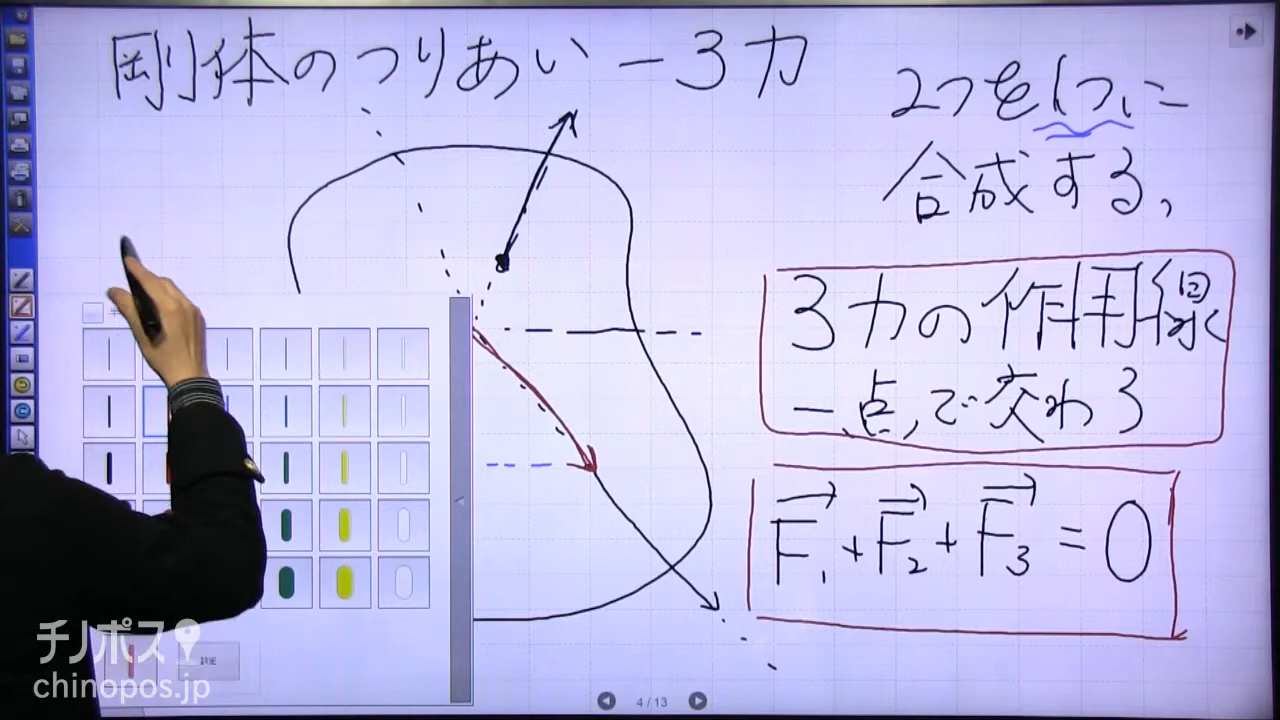 剛体のつりあい-3力
2つを1つに
合成する,
3力の作用線
一点で交わる
F₁+F₂+F₃=0
4/13
設定
チノポス
chinopos.jp